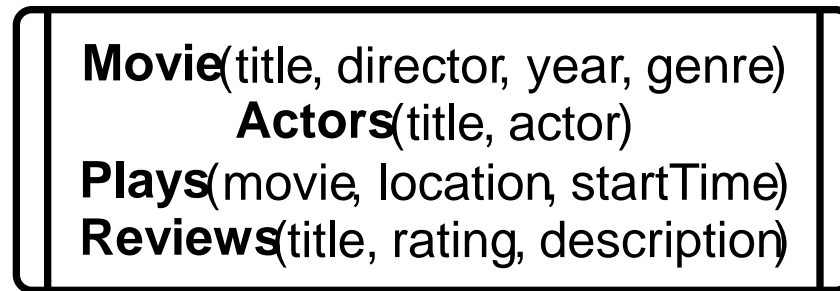 Movie(title, director, year, genre)
Actors(title, actor)
Plays(movie, location, startTime)
Reviews(title, rating, description)